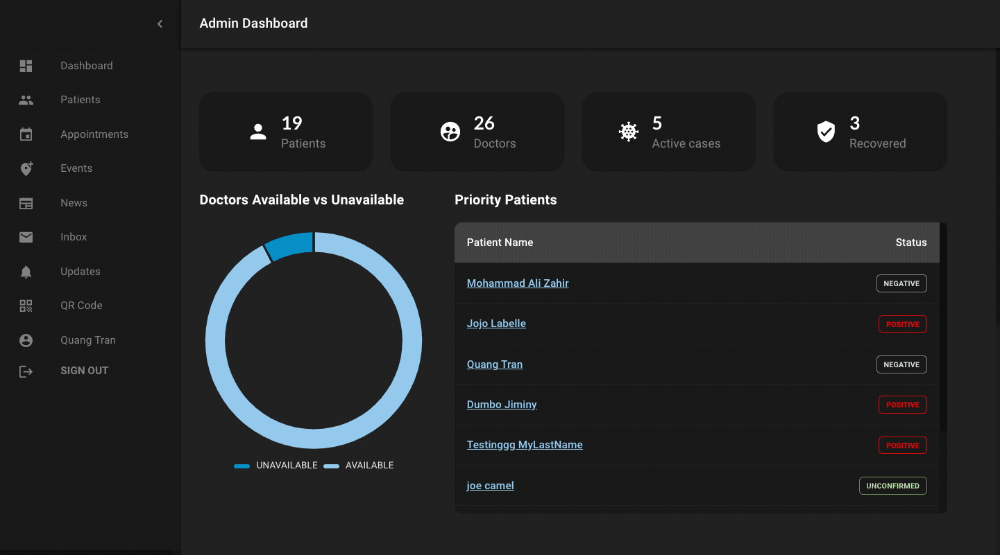 Admin Dashboard
Dashboard
Patients
Appointments
Events
News
Inbox
Updates
QR Code
Quang Tran
SIGN OUT
19
Patients
26
Doctors
5
Active cases
3
Recovered
Doctors Available vs Unavailable
UNAVAILABLE AVAILABLE
Priority Patients
Patient Name Status
Mohammad Ali Zahir NEGATIVE
Jojo Labelle POSITIVE
Quang Tran NEGATIVE
Dumbo Jiminy POSITIVE
Testinggg MyLastName POSITIVE
joe camel UNCONFIRMED